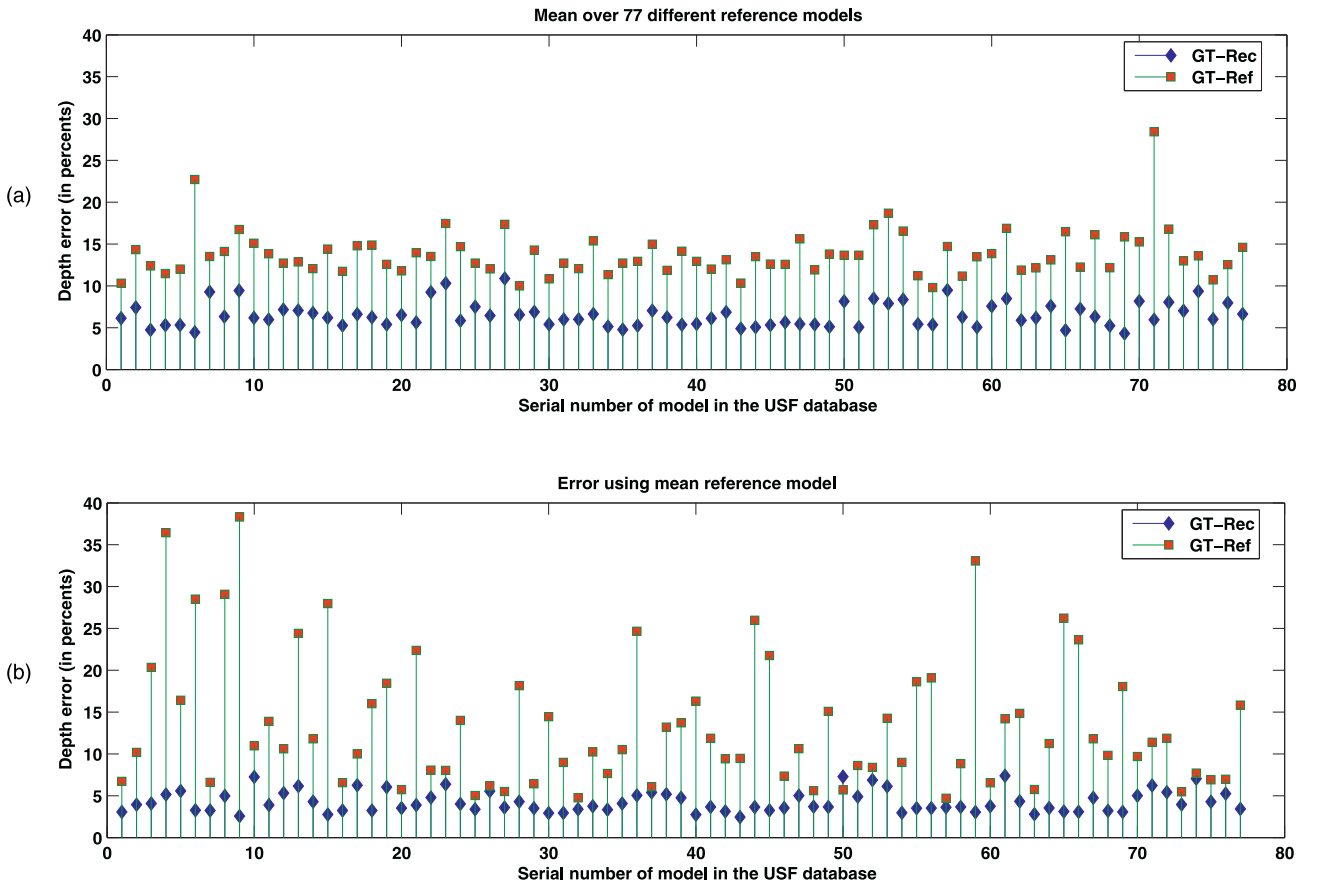 Mean over 77 different reference models
(a)
Depth error (in percents)
40
35
30
25
20
15
10
5
0
GT-Rec
GT-Ref
0 10 20 30 40 50 60 70 80
Serial number of model in the USF database
Error using mean reference model
(b)
Depth error (in percents)
40
35
30
25
20
15
10
5
0
GT-Rec
GT-Ref
0 10 20 30 40 50 60 70 80
Serial number of model in the USF database